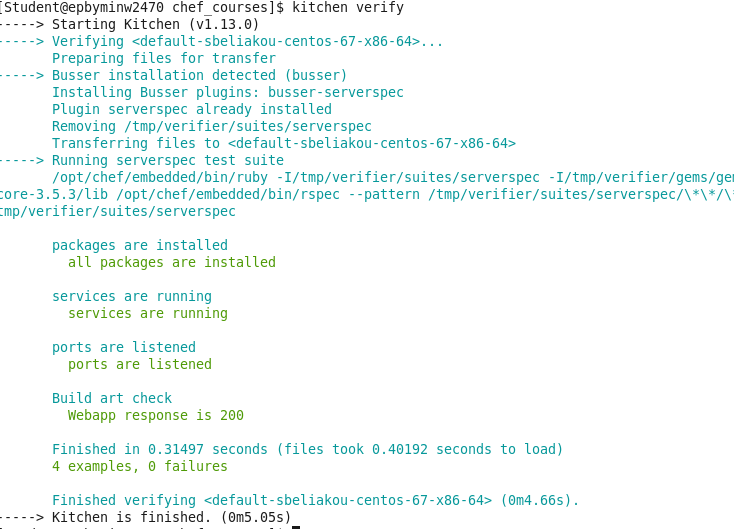 [Student@epbyminw2470 chef_courses]$ kitchen verify
-----> Starting Kitchen (v1.13.0)
-----> Verifying <default-sbeliakou-centos-67-x86-64>...
Preparing files for transfer
-----> Busser installation detected (busser)
Installing Busser plugins: busser-serverspec
Plugin serverspec already installed
Removing /tmp/verifier/suites/serverspec
Transferring files to <default-sbeliakou-centos-67-x86-64>
-----> Running serverspec test suite
/opt/chef/embedded/bin/ruby -I/tmp/verifier/suites/serverspec -I/tmp/verifier/gems/gem
core-3.5.3/lib /opt/chef/embedded/bin/rspec --pattern /tmp/verifier/suites/serverspec/\*\*/\*
tmp/verifier/suites/serverspec
packages are installed
all packages are installed
services are running
services are running
ports are listened
ports are listened
Build art check
Webapp response is 200
Finished in 0.31497 seconds (files took 0.40192 seconds to load)
4 examples, 0 failures
Finished verifying <default-sbeliakou-centos-67-x86-64> (0m4.66s).
-----> Kitchen is finished. (0m5.05s)